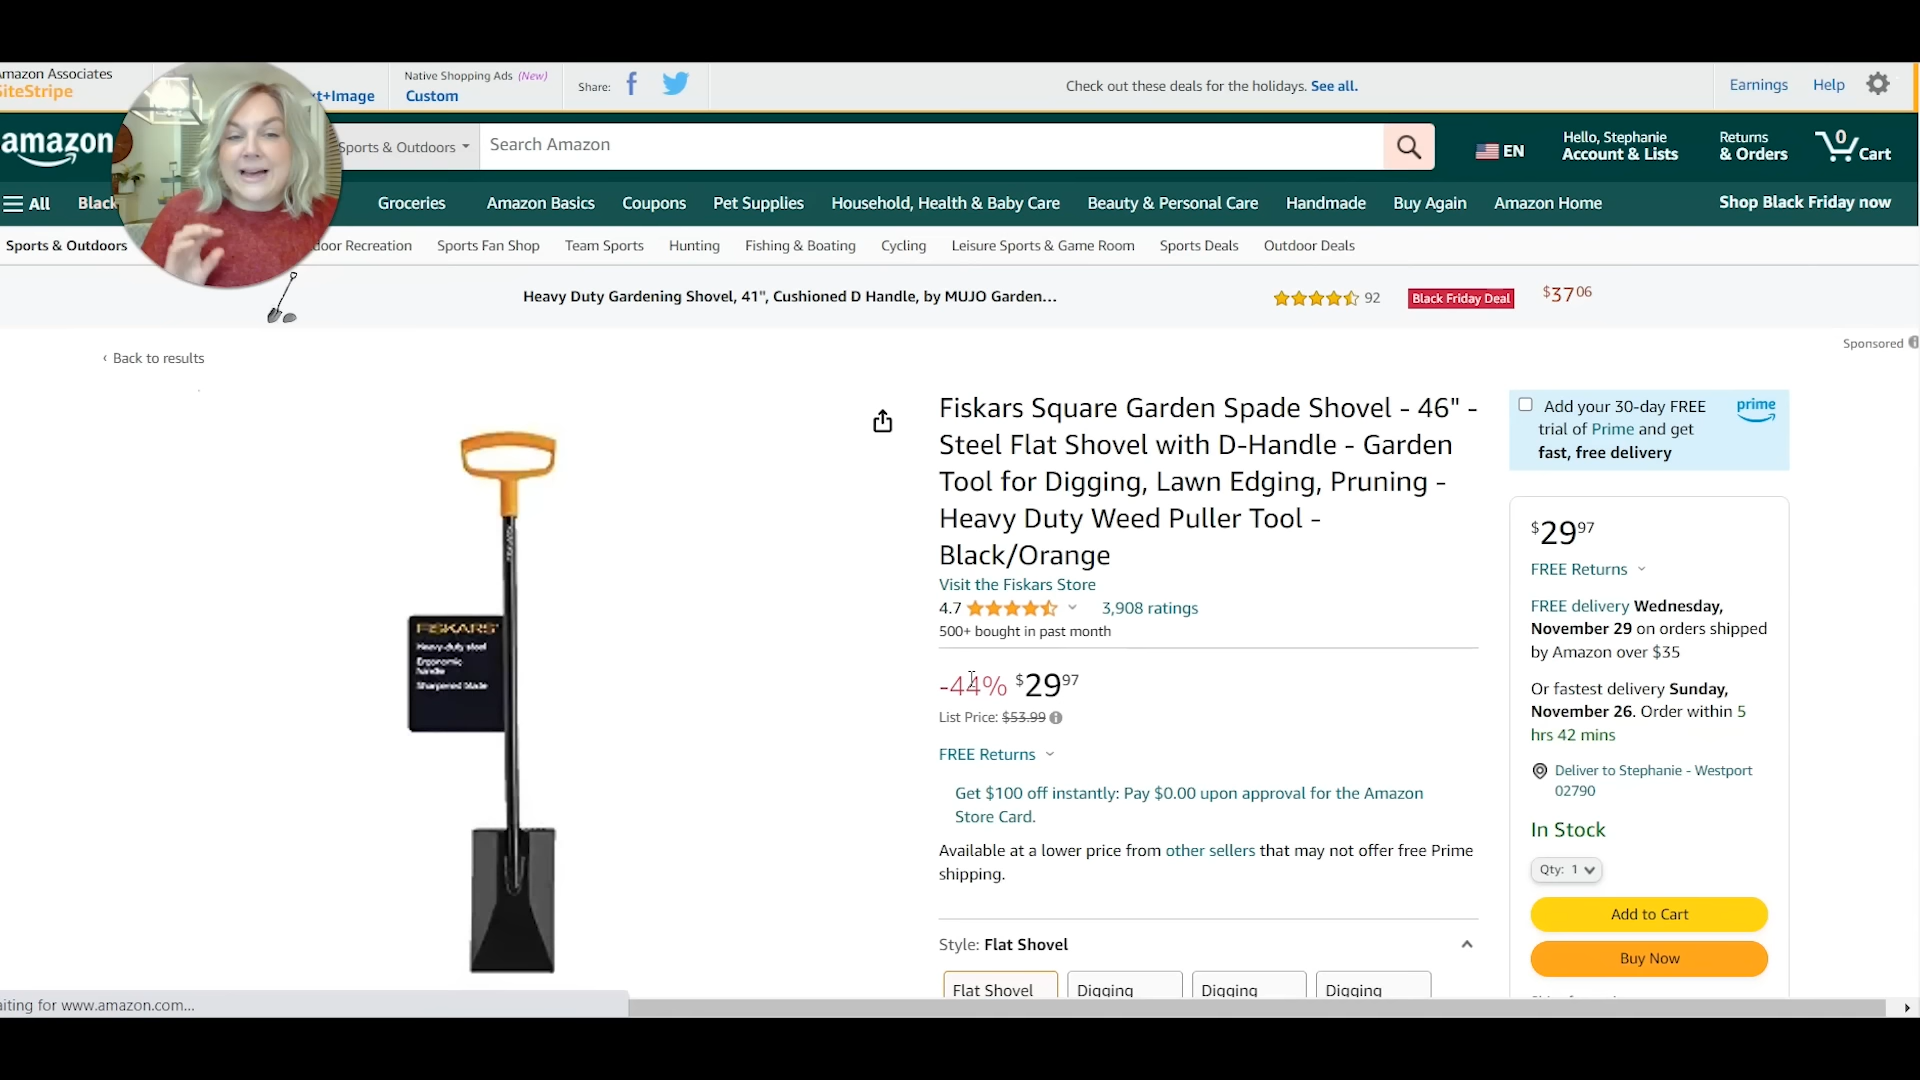 mazon Associates
iteStripe
xt+Image
Native Shopping Ads (New)
Custom
Share:
Check out these deals for the holidays. See all.
Earnings
Help
amazon
Sports & Outdoors
Search Amazon
EN
Hello, Stephanie
Account & Lists
Returns
& Orders
0
Cart
All
Black
Groceries
Amazon Basics
Coupons
Pet Supplies
Household, Health & Baby Care
Beauty & Personal Care
Handmade
Buy Again
Amazon Home
Shop Black Friday now
Sports & Outdoors
door Recreation
Sports Fan Shop
Team Sports
Hunting
Fishing & Boating
Cycling
Leisure Sports & Game Room
Sports Deals
Outdoor Deals
Heavy Duty Gardening Shovel, 41", Cushioned D Handle, by MUJO Garden...
92
Black Friday Deal
$37 06
Sponsored
‹ Back to results
FISKARS
Heavy-duty steel
Ergonomic
handle
Sharpened blade
Fiskars Square Garden Spade Shovel - 46" -
Steel Flat Shovel with D-Handle - Garden
Tool for Digging, Lawn Edging, Pruning -
Heavy Duty Weed Puller Tool -
Black/Orange
Visit the Fiskars Store
4.7
3,908 ratings
500+ bought in past month
-44% $29 97
List Price: $53.99
FREE Returns
Get $100 off instantly: Pay $0.00 upon approval for the Amazon
Store Card.
Available at a lower price from other sellers that may not offer free Prime
shipping.
Style: Flat Shovel
Flat Shovel
Digging
Digging
Digging
Add your 30-day FREE
trial of Prime and get
fast, free delivery
prime
$29 97
FREE Returns
FREE delivery Wednesday,
November 29 on orders shipped
by Amazon over $35
Or fastest delivery Sunday,
November 26. Order within 5
hrs 42 mins
Deliver to Stephanie - Westport
02790
In Stock
Qty: 1
Add to Cart
Buy Now
aiting for www.amazon.com...